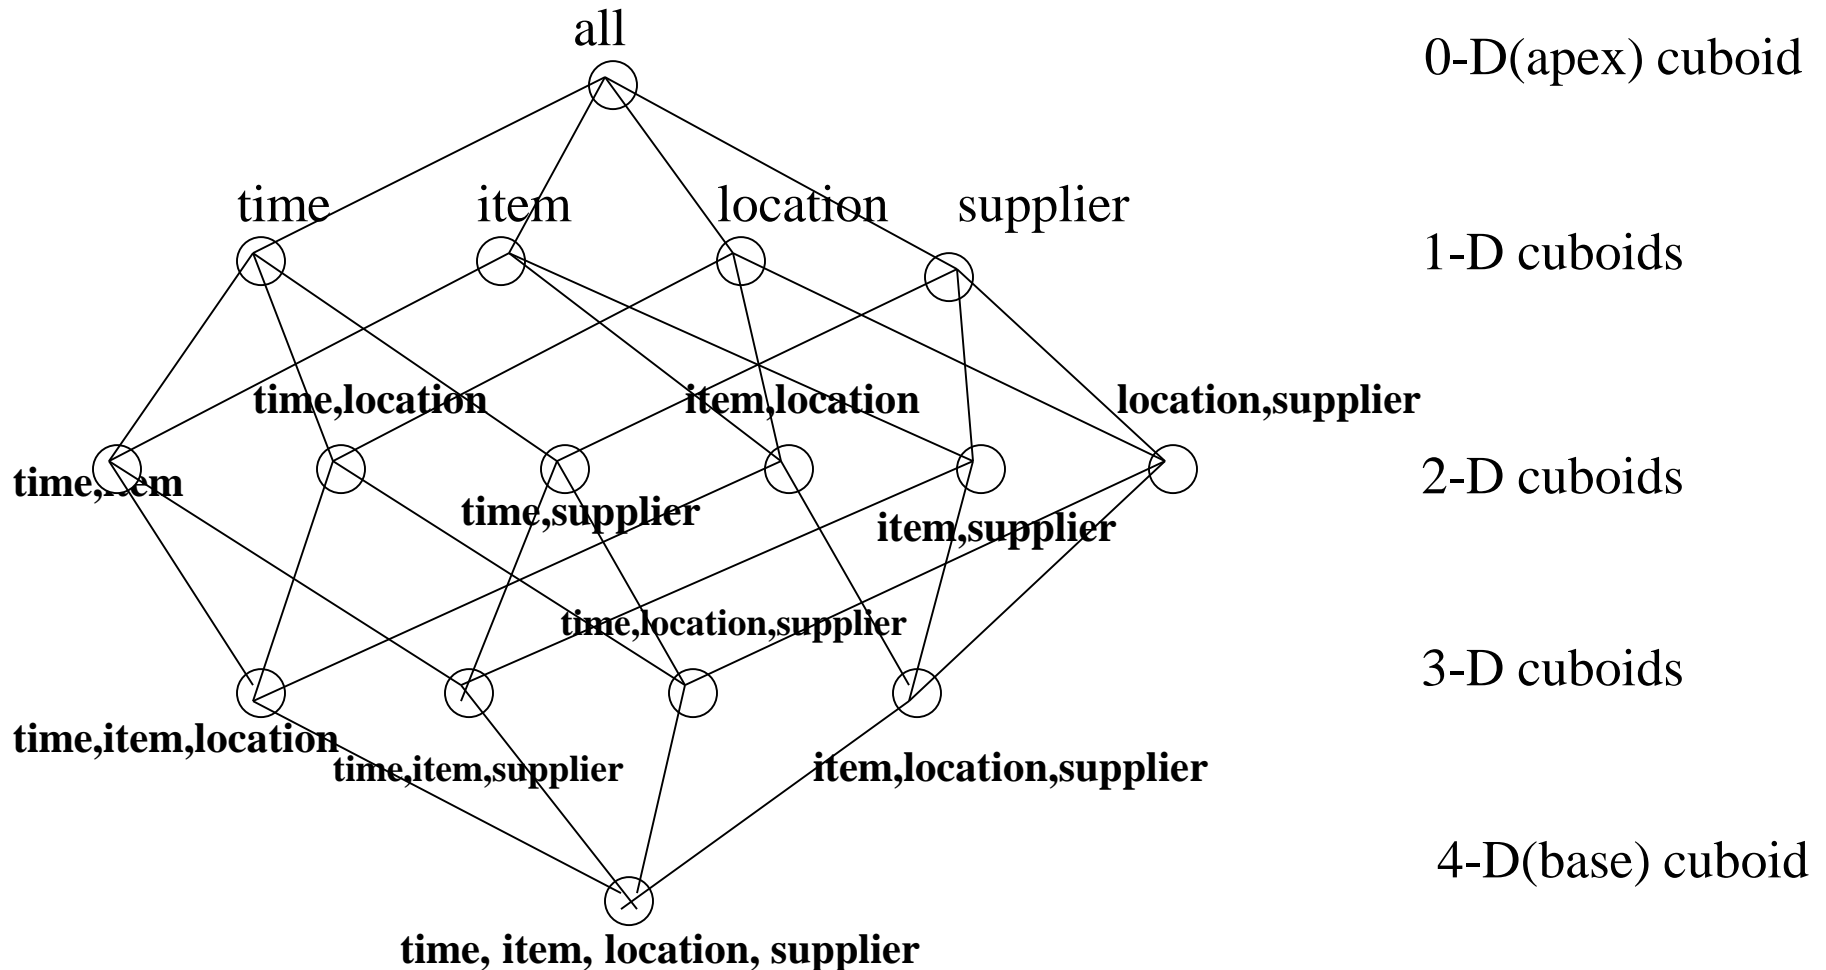 all
0-D(apex) cuboid
time
item
location
supplier
1-D cuboids
time,location
item,location
location,supplier
time,item
time,supplier
item,supplier
2-D cuboids
time,location,supplier
3-D cuboids
time,item,location
time,item,supplier
item,location,supplier
4-D(base) cuboid
time, item, location, supplier